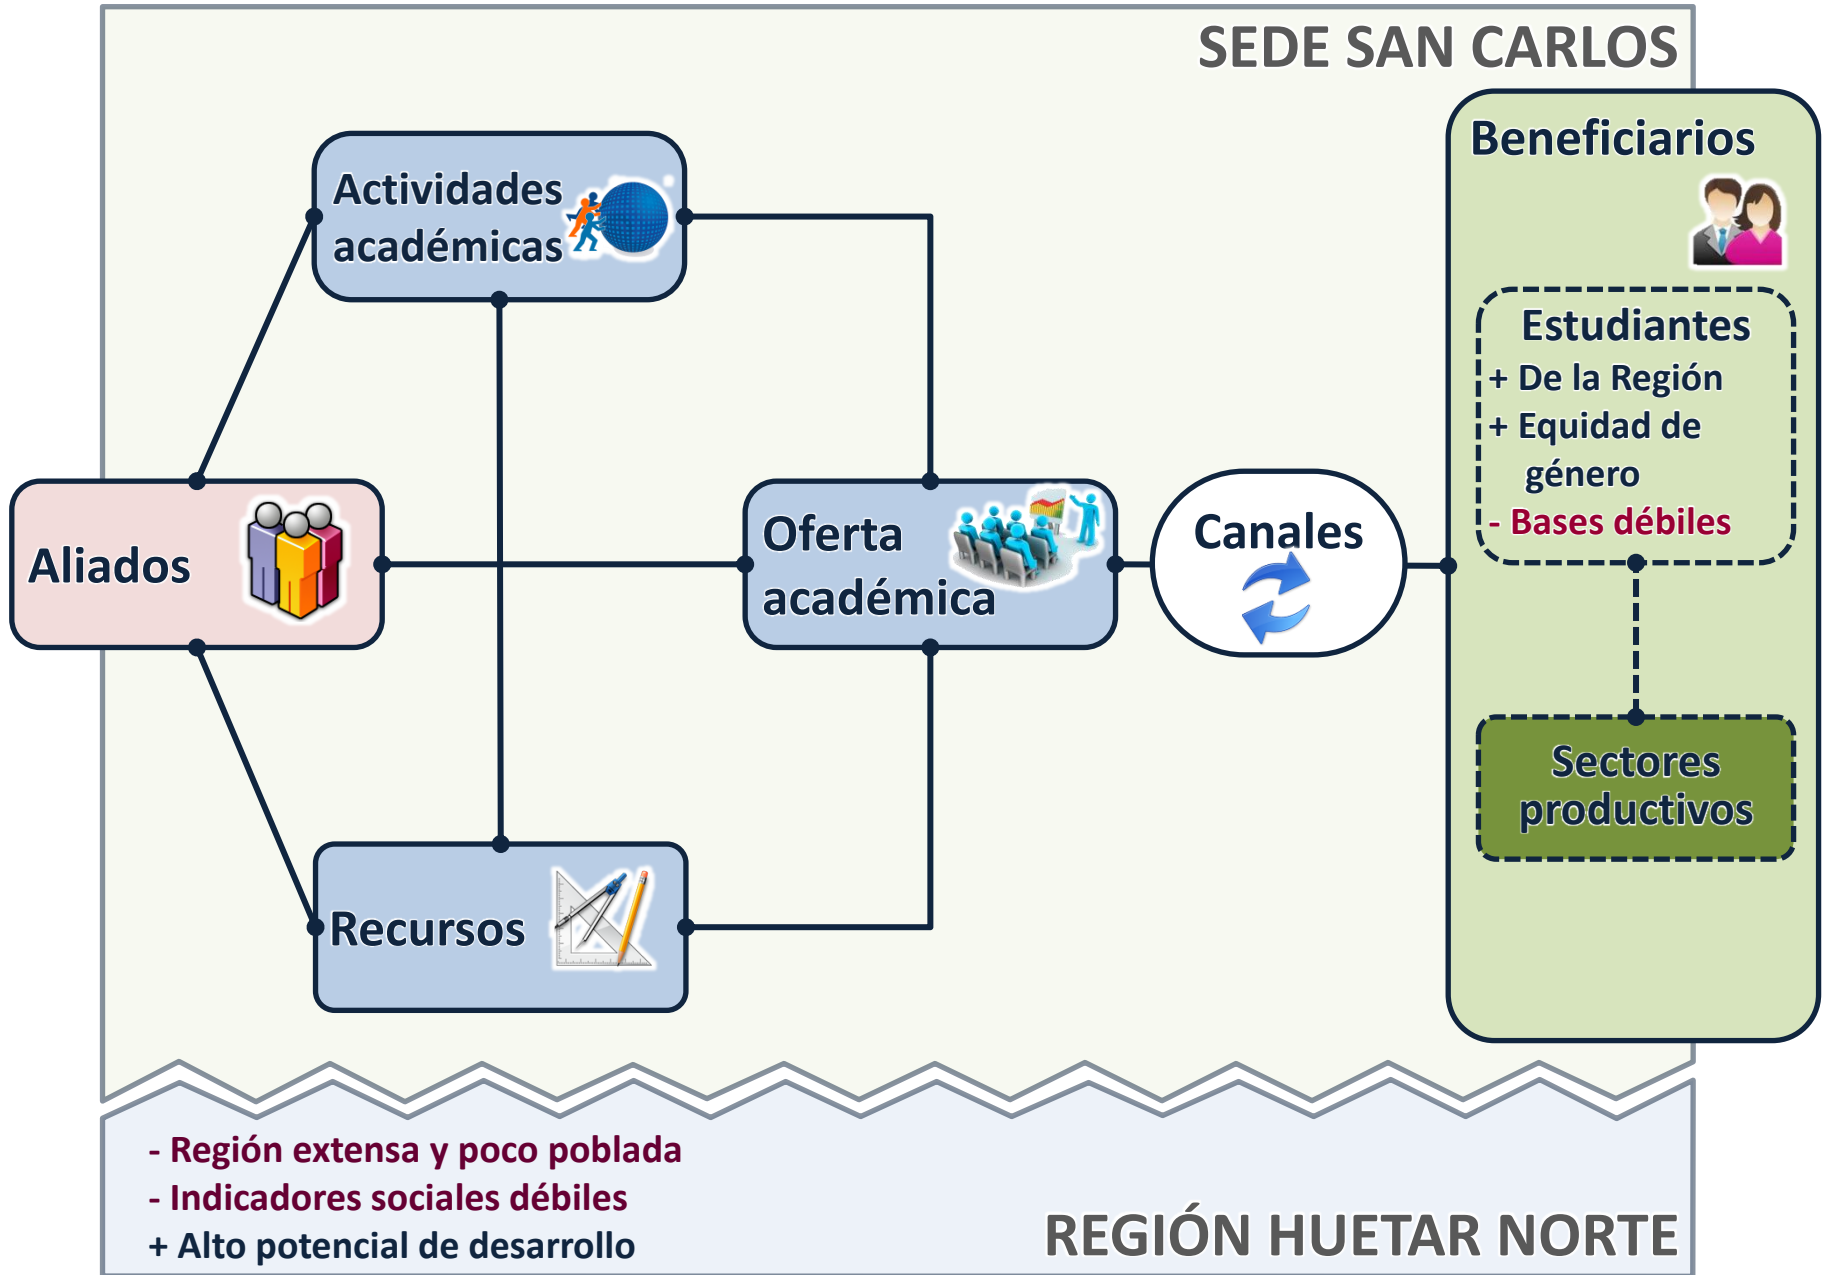 SEDE SAN CARLOS
Beneficiarios
Actividades
académicas
Estudiantes
+ De la Región
+ Equidad de
género
- Bases débiles
Aliados
Oferta
académica
Canales
Sectores
productivos
Recursos
- Región extensa y poco poblada
- Indicadores sociales débiles
+ Alto potencial de desarrollo
REGIÓN HUETAR NORTE